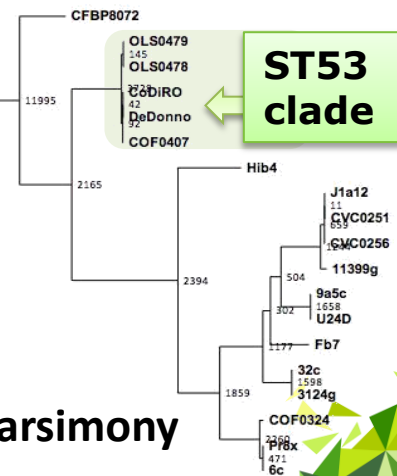 CFBP8072
OLS0479
145
OLS0478
ST53
clade
CoDiRO
11995
42
DeDonno
92
COF0407
Hib4
2165
J1a12
11
CVC0251
659
CVC0256
11399g
504
2394
9a5c
1658
302
U24D
Fb7
1177
32c
1598
1859
3124g
arsimony
COF0324
2260
Pr8x
471
6c